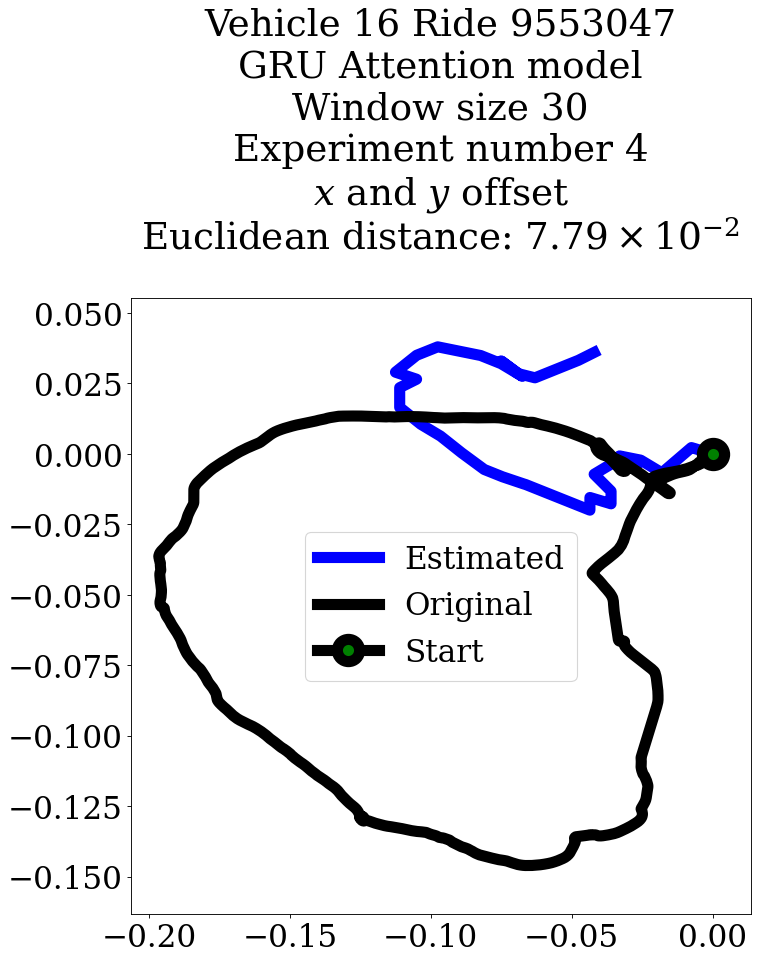 Vehicle 16 Ride 9553047
GRU Attention model
Window size 30
Experiment number 4
x and y offset
Euclidean distance: 7.79 × 10⁻²
0.050
0.025
0.000
−0.025
−0.050
−0.075
−0.100
−0.125
−0.150
Estimated
Original
Start
−0.20 −0.15 −0.10 −0.05 0.00